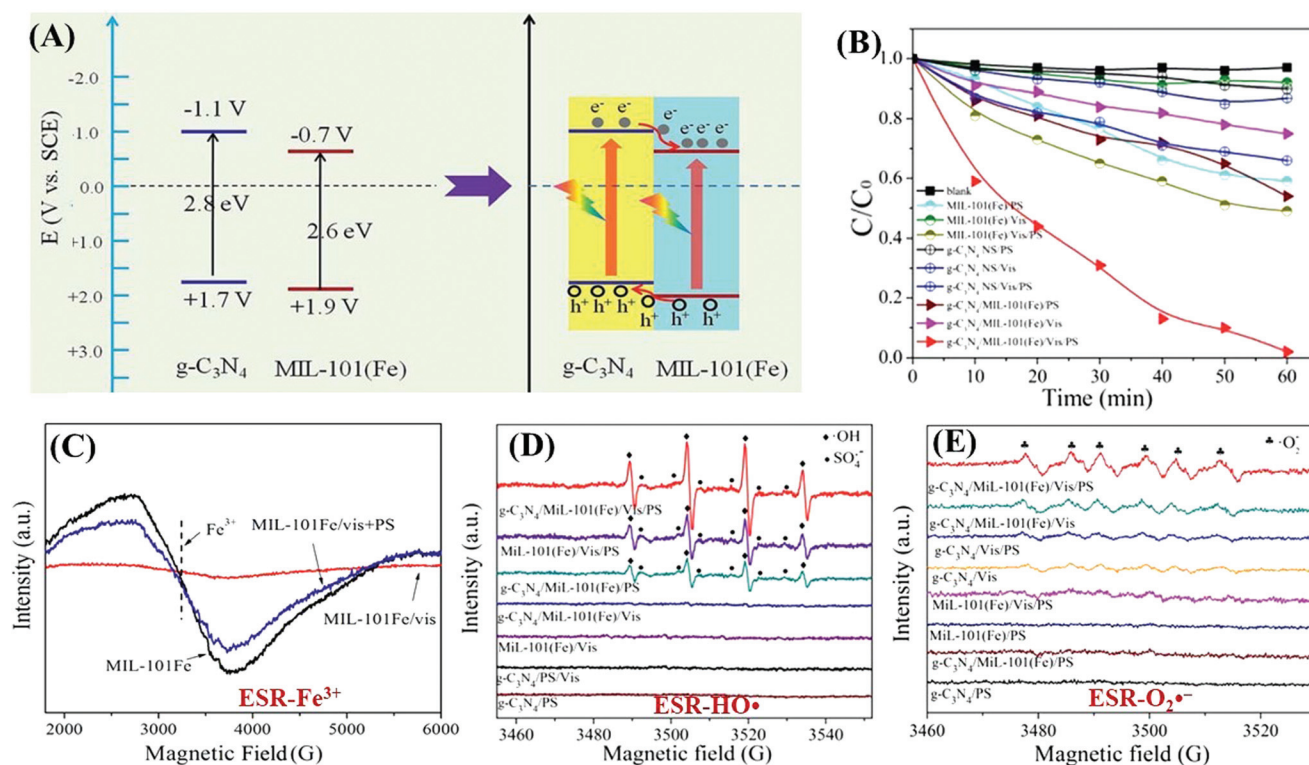 (A)
E (V vs. SCE)
-2.0
-1.0
0.0
+1.0
+2.0
+3.0
-1.1 V
2.8 eV
+1.7 V
g-C₃N₄
-0.7 V
2.6 eV
+1.9 V
MIL-101(Fe)
e⁻ e⁻
e⁻ e⁻ e⁻ e⁻
h⁺ h⁺ h⁺
h⁺ h⁺ h⁺
g-C₃N₄ MIL-101(Fe)
(B)
C/C₀
1.0
0.8
0.6
0.4
0.2
0.0
blank
MIL-101(Fe)/PS
MIL-101(Fe)/Vis
MIL-101(Fe)/Vis/PS
g-C₃N₄ NS/PS
g-C₃N₄ NS/Vis
g-C₃N₄ NS/Vis/PS
g-C₃N₄/MIL-101(Fe)/PS
g-C₃N₄/MIL-101(Fe)/Vis
g-C₃N₄/MIL-101(Fe)/Vis/PS
0 10 20 30 40 50 60
Time (min)
(C)
Intensity (a.u.)
Fe³⁺
MIL-101Fe/vis+PS
MIL-101Fe/vis
MIL-101Fe
ESR-Fe³⁺
2000 3000 4000 5000 6000
Magnetic Field (G)
(D)
Intensity (a.u.)
♦ ·OH
• SO₄·⁻
g-C₃N₄/MiL-101(Fe)/Vis/PS
MiL-101(Fe)/Vis/PS
g-C₃N₄/MiL-101(Fe)/PS
g-C₃N₄/MiL-101(Fe)/Vis
MiL-101(Fe)/Vis
g-C₃N₄/PS/Vis
g-C₃N₄/PS
ESR-HO•
3460 3480 3500 3520 3540
Magnetic field (G)
(E)
Intensity (a.u.)
♣ ·O₂⁻
g-C₃N₄/MiL-101(Fe)/Vis/PS
g-C₃N₄/MiL-101(Fe)/Vis
g-C₃N₄/Vis/PS
g-C₃N₄/Vis
MiL-101(Fe)/Vis/PS
MiL-101(Fe)/PS
g-C₃N₄/MiL-101(Fe)/PS
g-C₃N₄/PS
ESR-O₂•⁻
3460 3480 3500 3520
Magnetic field (G)